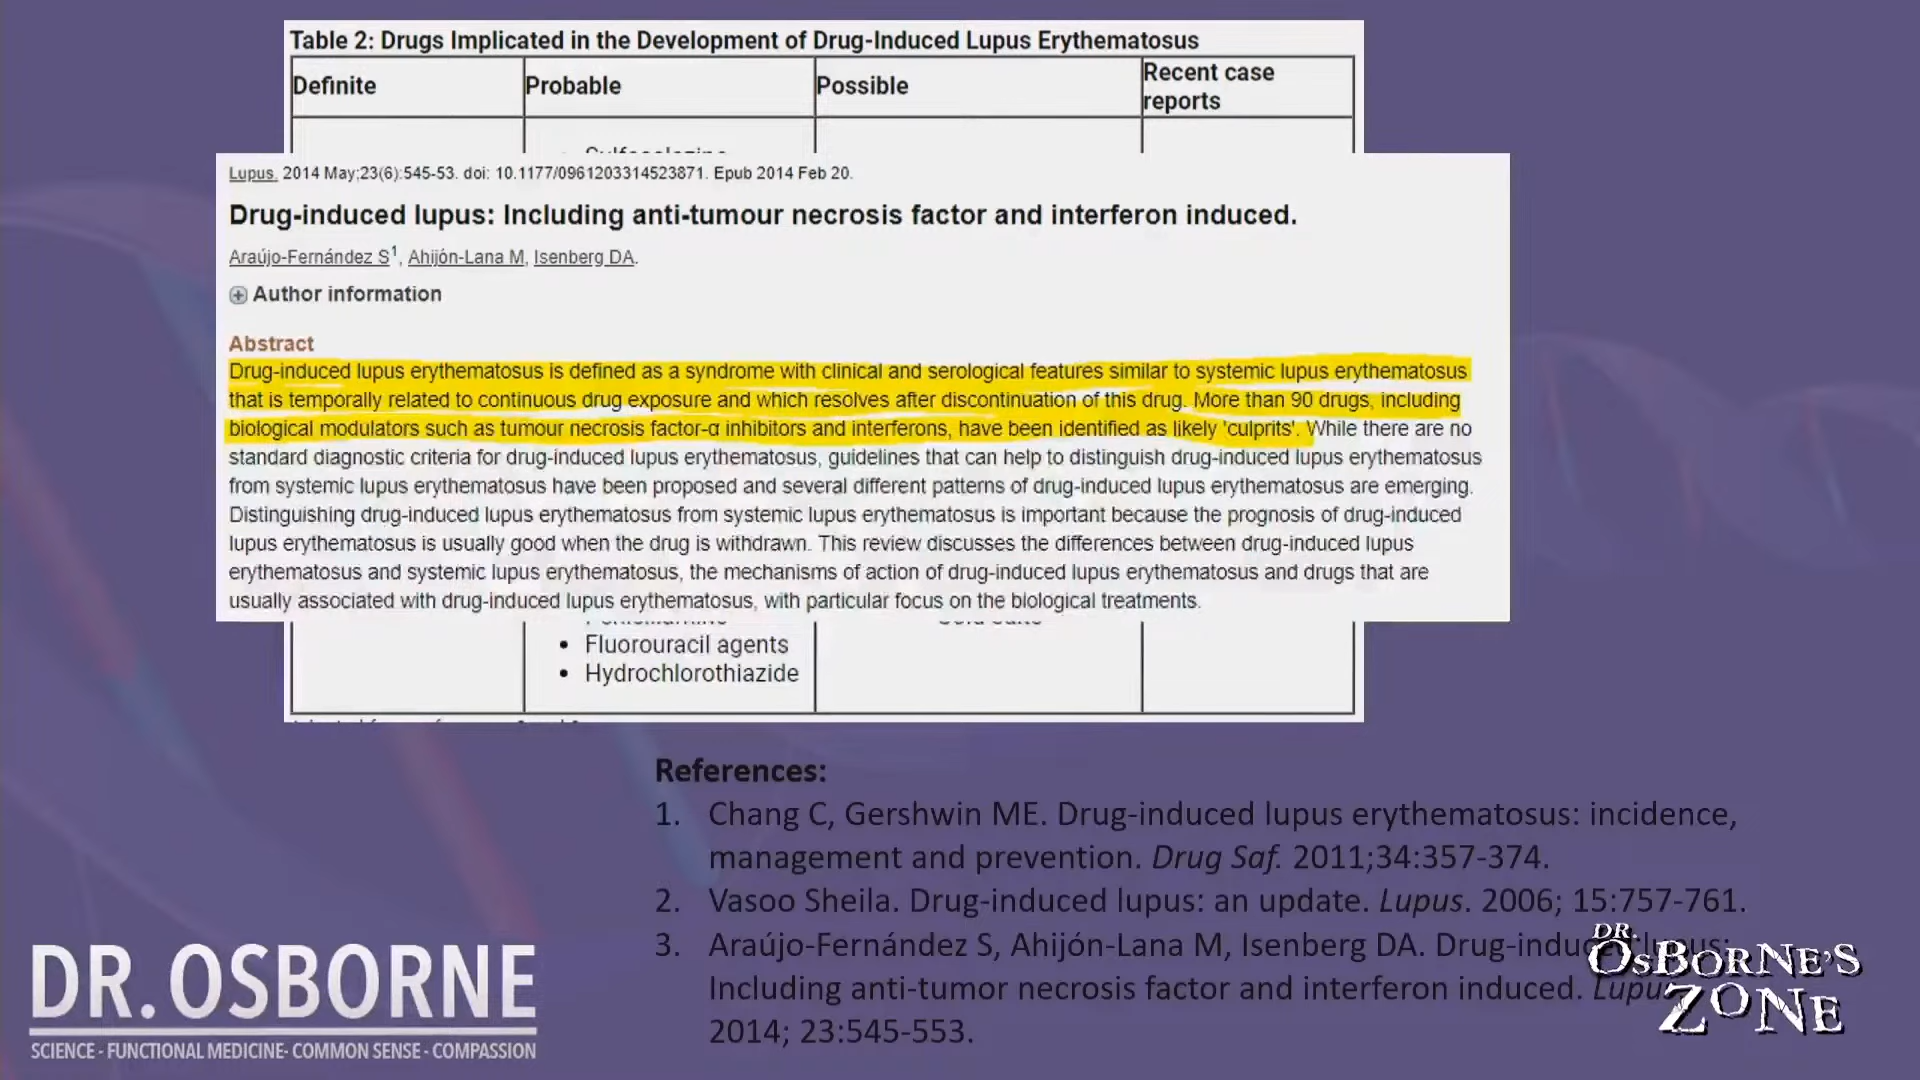 Table 2: Drugs Implicated in the Development of Drug-Induced Lupus Erythematosus
Definite
Probable
Possible
Recent case
reports
Lupus. 2014 May;23(6):545-53. doi: 10.1177/0961203314523871. Epub 2014 Feb 20.
Drug-induced lupus: Including anti-tumour necrosis factor and interferon induced.
Araújo-Fernández S1, Ahijón-Lana M, Isenberg DA.
Author information
Abstract
Drug-induced lupus erythematosus is defined as a syndrome with clinical and serological features similar to systemic lupus erythematosus
that is temporally related to continuous drug exposure and which resolves after discontinuation of this drug. More than 90 drugs, including
biological modulators such as tumour necrosis factor-α inhibitors and interferons, have been identified as likely 'culprits'. While there are no
standard diagnostic criteria for drug-induced lupus erythematosus, guidelines that can help to distinguish drug-induced lupus erythematosus
from systemic lupus erythematosus have been proposed and several different patterns of drug-induced lupus erythematosus are emerging.
Distinguishing drug-induced lupus erythematosus from systemic lupus erythematosus is important because the prognosis of drug-induced
lupus erythematosus is usually good when the drug is withdrawn. This review discusses the differences between drug-induced lupus
erythematosus and systemic lupus erythematosus, the mechanisms of action of drug-induced lupus erythematosus and drugs that are
usually associated with drug-induced lupus erythematosus, with particular focus on the biological treatments.
• Fluorouracil agents
• Hydrochlorothiazide
References:
1. Chang C, Gershwin ME. Drug-induced lupus erythematosus: incidence,
management and prevention. Drug Saf. 2011;34:357-374.
2. Vasoo Sheila. Drug-induced lupus: an update. Lupus. 2006; 15:757-761.
3. Araújo-Fernández S, Ahijón-Lana M, Isenberg DA. Drug-induced lupus:
Including anti-tumor necrosis factor and interferon induced. Lupus
2014; 23:545-553.
DR. OSBORNE
SCIENCE - FUNCTIONAL MEDICINE - COMMON SENSE - COMPASSION
DR.
OSBORNE'S
ZONE